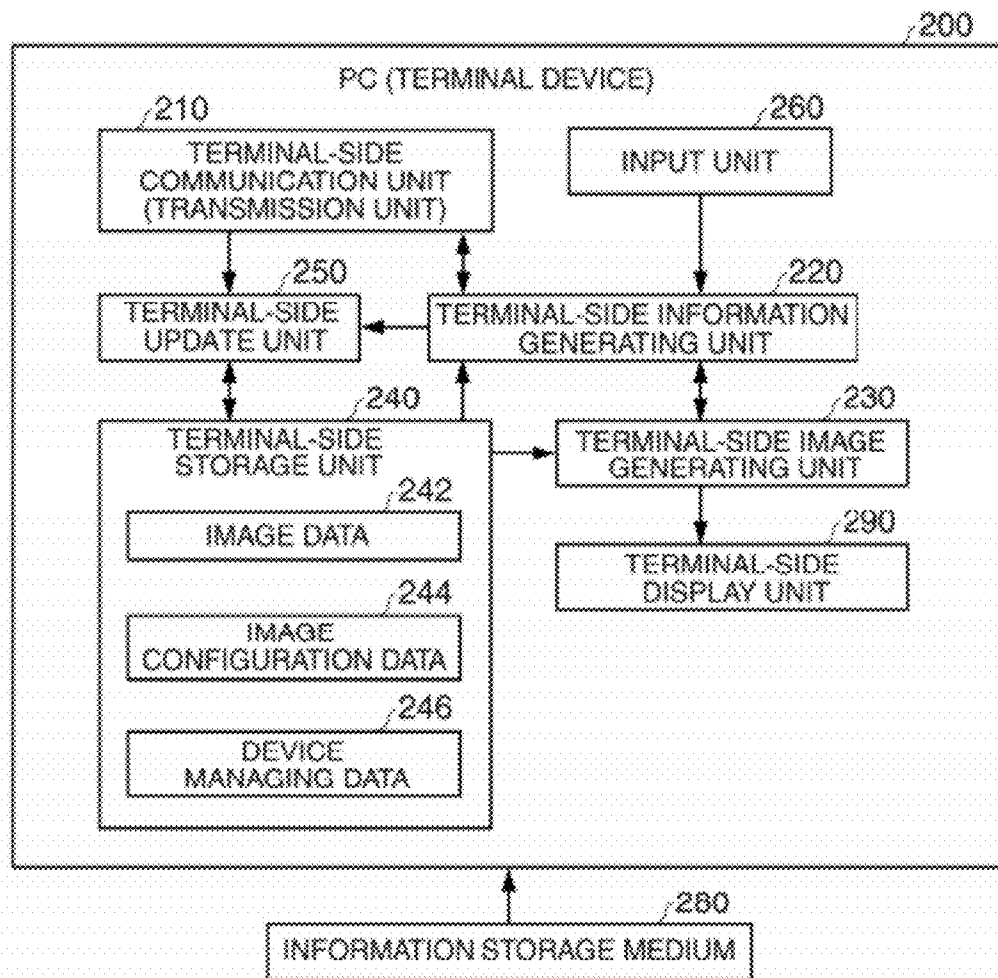 200
PC (TERMINAL DEVICE)
210
TERMINAL-SIDE
COMMUNICATION UNIT
(TRANSMISSION UNIT)
260
INPUT UNIT
250
TERMINAL-SIDE
UPDATE UNIT
220
TERMINAL-SIDE INFORMATION
GENERATING UNIT
240
TERMINAL-SIDE
STORAGE UNIT
230
TERMINAL-SIDE IMAGE
GENERATING UNIT
242
IMAGE DATA
290
TERMINAL-SIDE
DISPLAY UNIT
244
IMAGE
CONFIGURATION DATA
246
DEVICE
MANAGING DATA
280
INFORMATION STORAGE MEDIUM